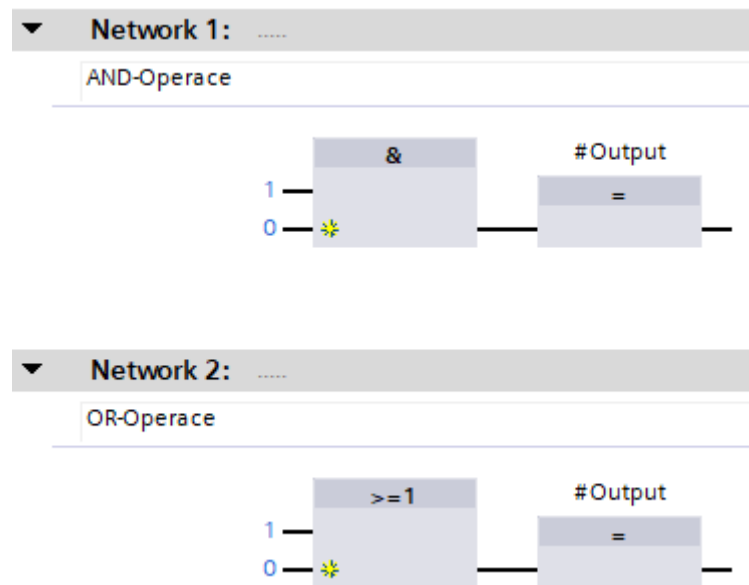 Network 1: .....
AND-Operace
& #Output
1 =
0
Network 2: .....
OR-Operace
>=1 #Output
1 =
0